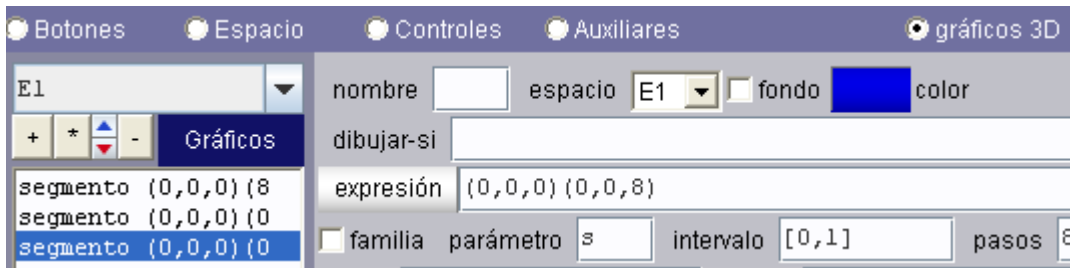 Botones Espacio Controles Auxiliares gráficos 3D
E1 nombre espacio E1 fondo color
+ * - Gráficos dibujar-si
segmento (0,0,0)(8 expresión (0,0,0)(0,0,8)
segmento (0,0,0)(0
segmento (0,0,0)(0 familia parámetro s intervalo [0,1] pasos 8